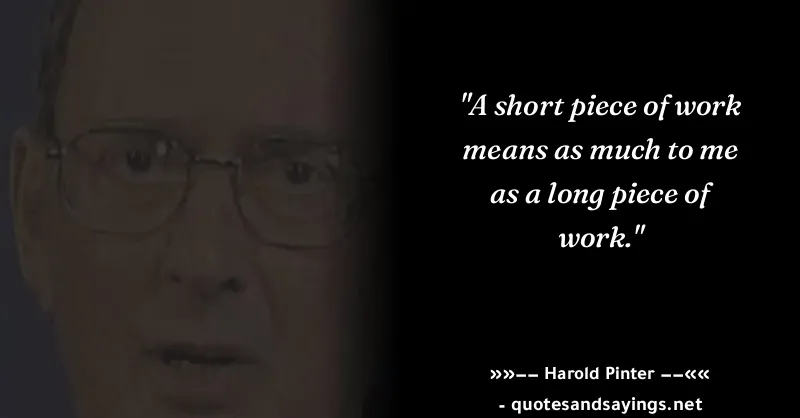 "A short piece of work
means as much to me
as a long piece of
work."
»»−− Harold Pinter −−««
- quotesandsayings.net